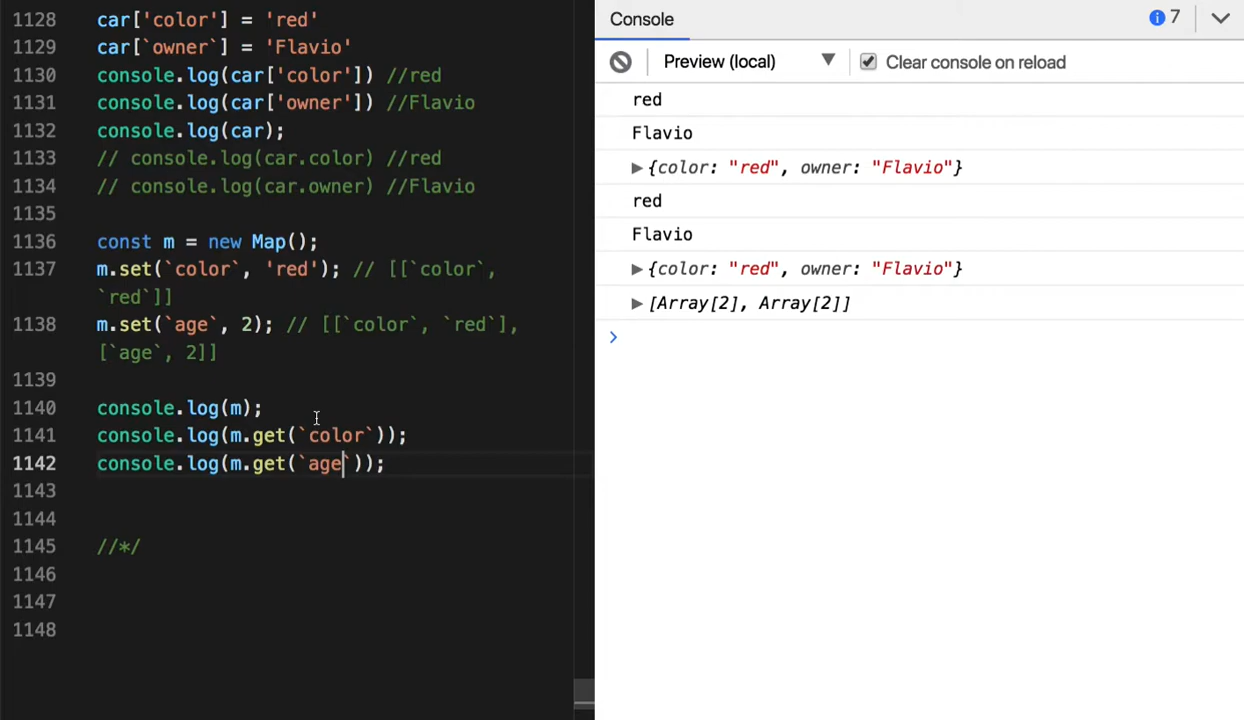 1128 car['color'] = 'red'
1129 car[`owner`] = 'Flavio'
1130 console.log(car['color']) //red
1131 console.log(car['owner']) //Flavio
1132 console.log(car);
1133 // console.log(car.color) //red
1134 // console.log(car.owner) //Flavio
1135
1136 const m = new Map();
1137 m.set(`color`, 'red'); // [[`color`,
`red`]]
1138 m.set(`age`, 2); // [[`color`, `red`],
[`age`, 2]]
1139
1140 console.log(m);
1141 console.log(m.get(`color`));
1142 console.log(m.get(`age`));
1143
1144
1145 //*/
1146
1147
1148
Console 7
Preview (local) Clear console on reload
red
Flavio
{color: "red", owner: "Flavio"}
red
Flavio
{color: "red", owner: "Flavio"}
[Array[2], Array[2]]